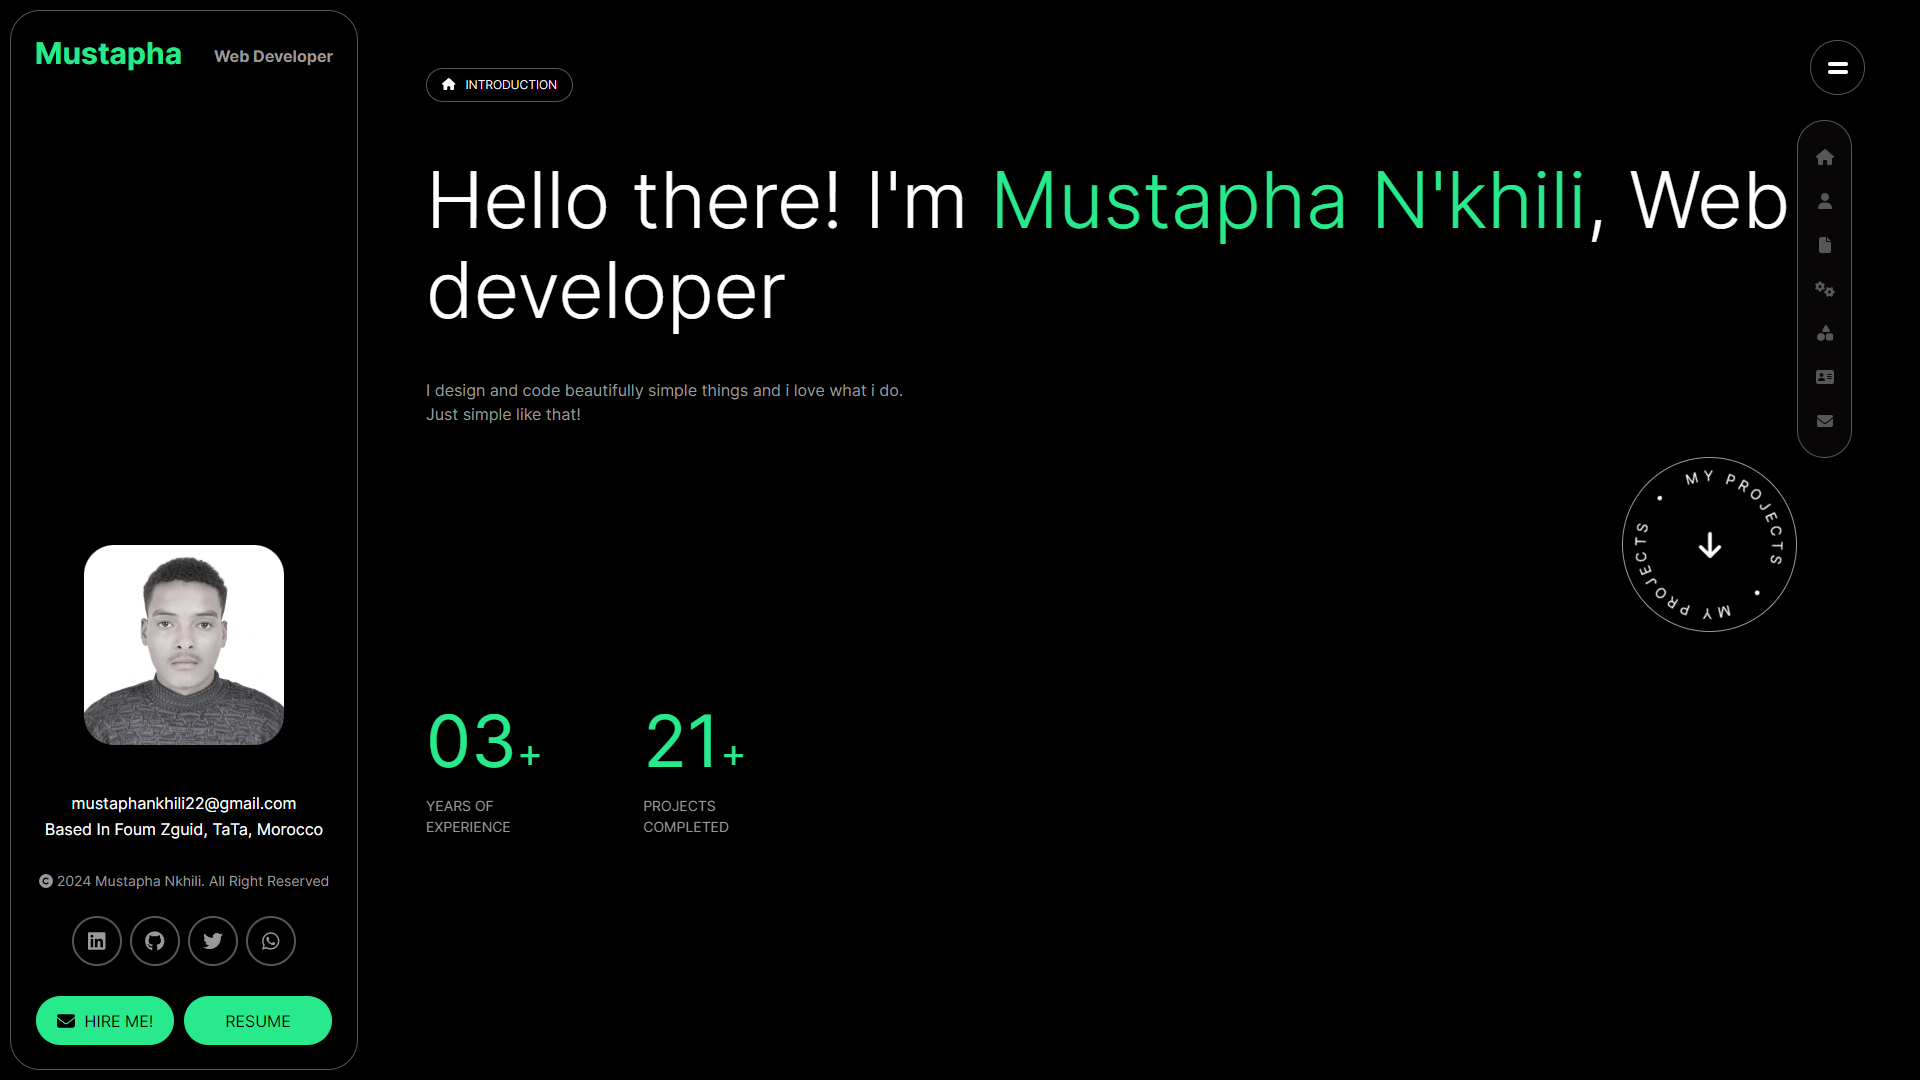 Mustapha
Web Developer
mustaphankhili22@gmail.com
Based In Foum Zguid, TaTa, Morocco
© 2024 Mustapha Nkhili. All Right Reserved
HIRE ME!
RESUME
INTRODUCTION
Hello there! I'm Mustapha N'khili, Web
developer
I design and code beautifully simple things and i love what i do.
Just simple like that!
MY PROJECTS • MY PROJECTS •
03+
YEARS OF
EXPERIENCE
21+
PROJECTS
COMPLETED